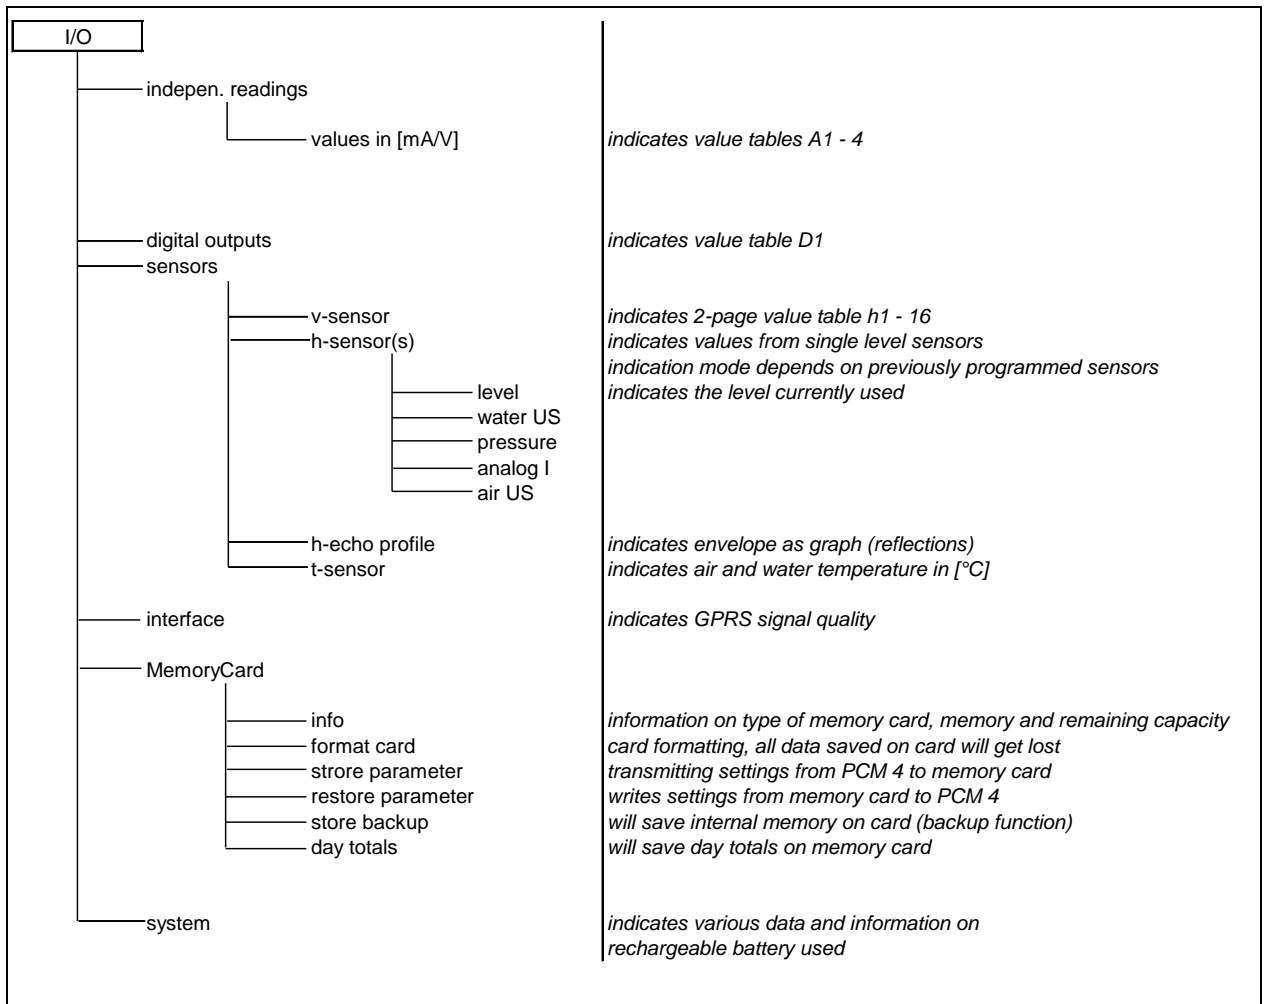 I/O
indepen. readings
values in [mA/V] indicates value tables A1 - 4
digital outputs indicates value table D1
sensors
v-sensor indicates 2-page value table h1 - 16
h-sensor(s) indicates values from single level sensors
indication mode depends on previously programmed sensors
level indicates the level currently used
water US
pressure
analog I
air US
h-echo profile indicates envelope as graph (reflections)
t-sensor indicates air and water temperature in [°C]
interface indicates GPRS signal quality
MemoryCard
info information on type of memory card, memory and remaining capacity
format card card formatting, all data saved on card will get lost
strore parameter transmitting settings from PCM 4 to memory card
restore parameter writes settings from memory card to PCM 4
store backup will save internal memory on card (backup function)
day totals will save day totals on memory card
system indicates various data and information on
rechargeable battery used